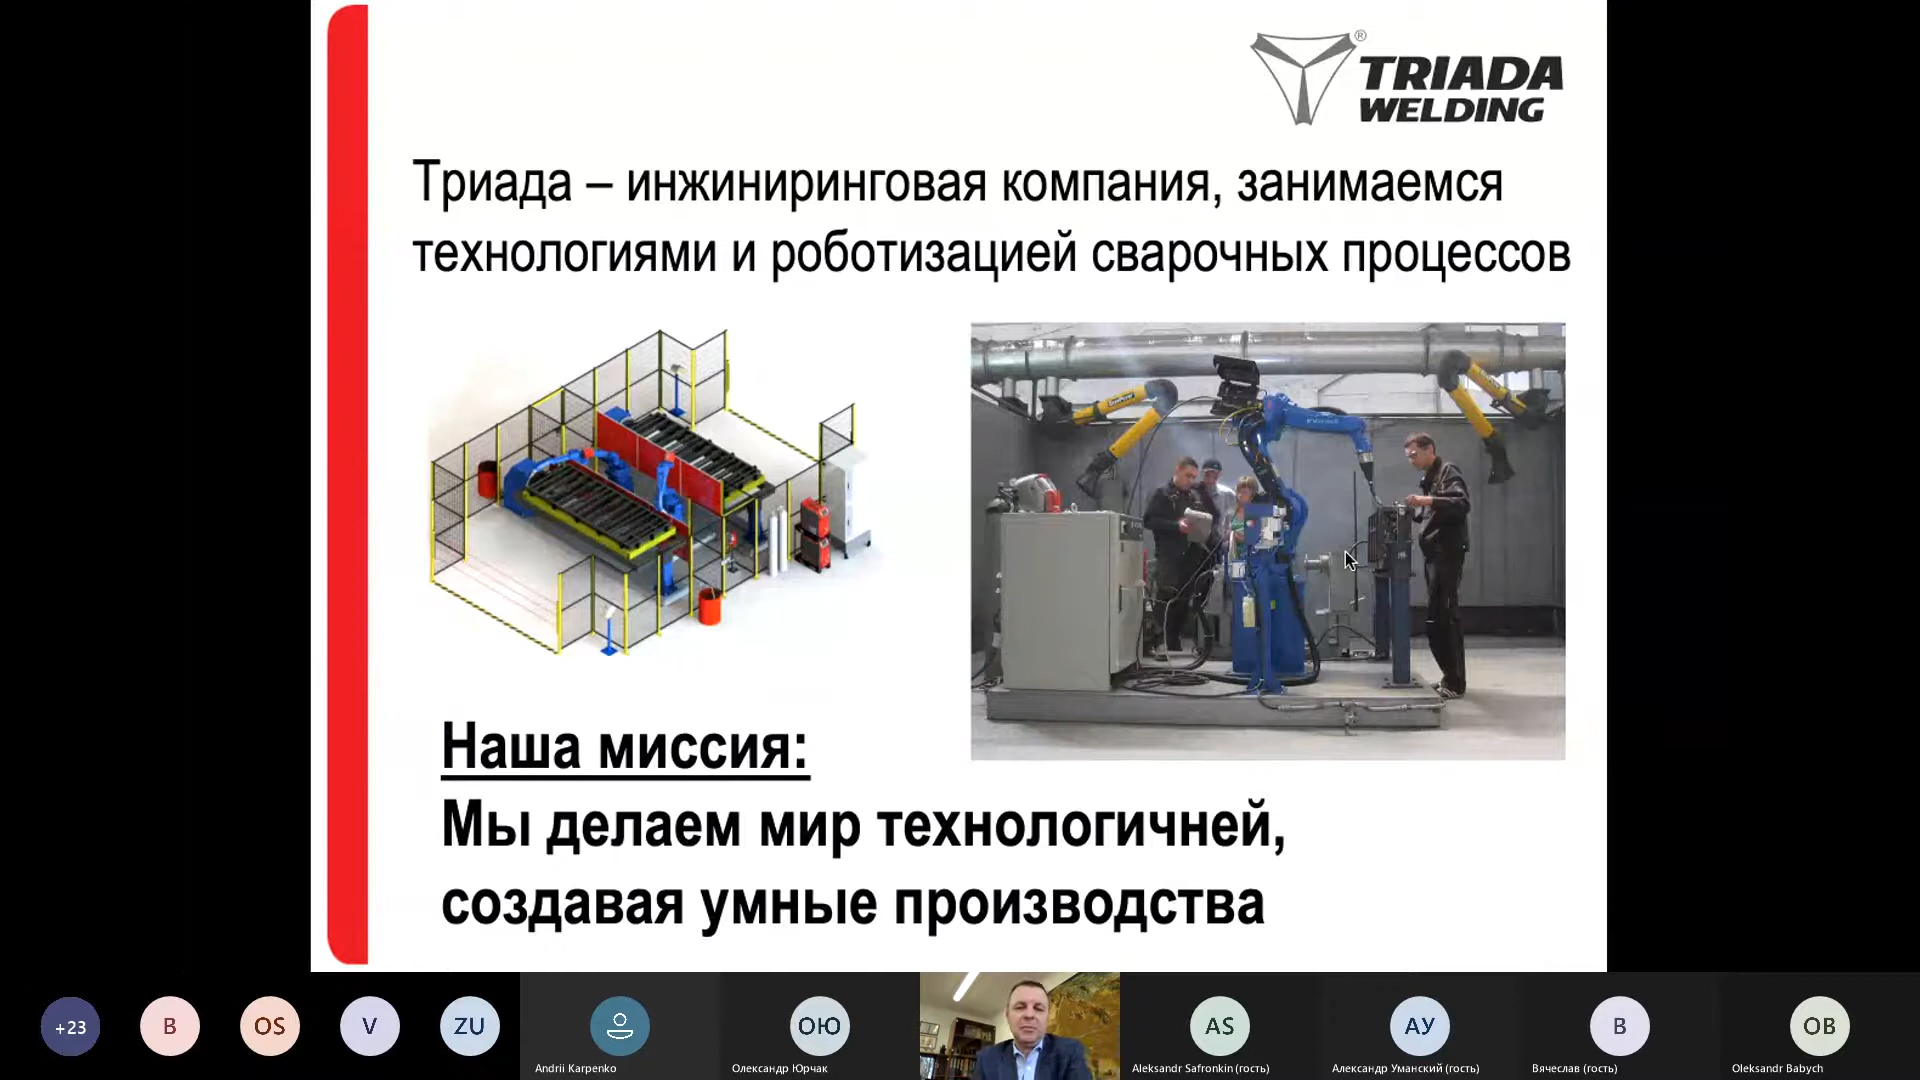 ®
TRIADA
WELDING
Триада – инжиниринговая компания, занимаемся
технологиями и роботизацией сварочных процессов
Наша миссия:
Мы делаем мир технологичней,
создавая умные производства
+23
B
OS
V
ZU
ОЮ
AS
АУ
В
OB
Andrii Karpenko
Олександр Юрчак
Aleksandr Safronkin (гость)
Александр Уманский (гость)
Вячеслав (гость)
Oleksandr Babych